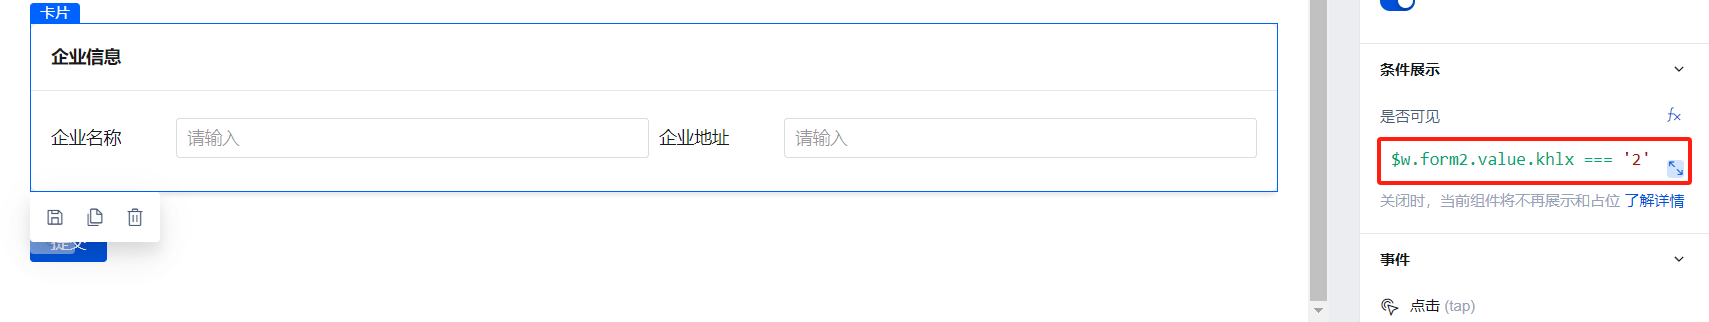 卡片
企业信息
企业名称 请输入 企业地址 请输入
提交
条件展示
是否可见 fx
$w.form2.value.khlx === '2'
关闭时，当前组件将不再展示和占位 了解详情
事件
点击 (tap)